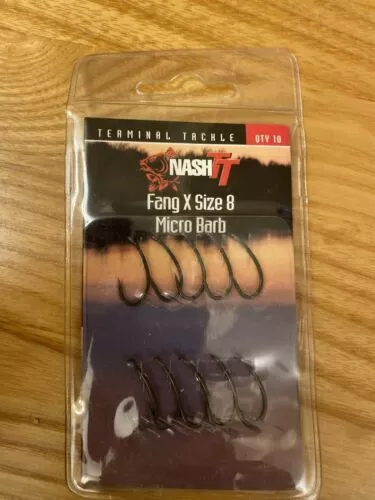 TERMINAL TACKLE QTY 10
NASH TT
Fang X Size 8
Micro Barb